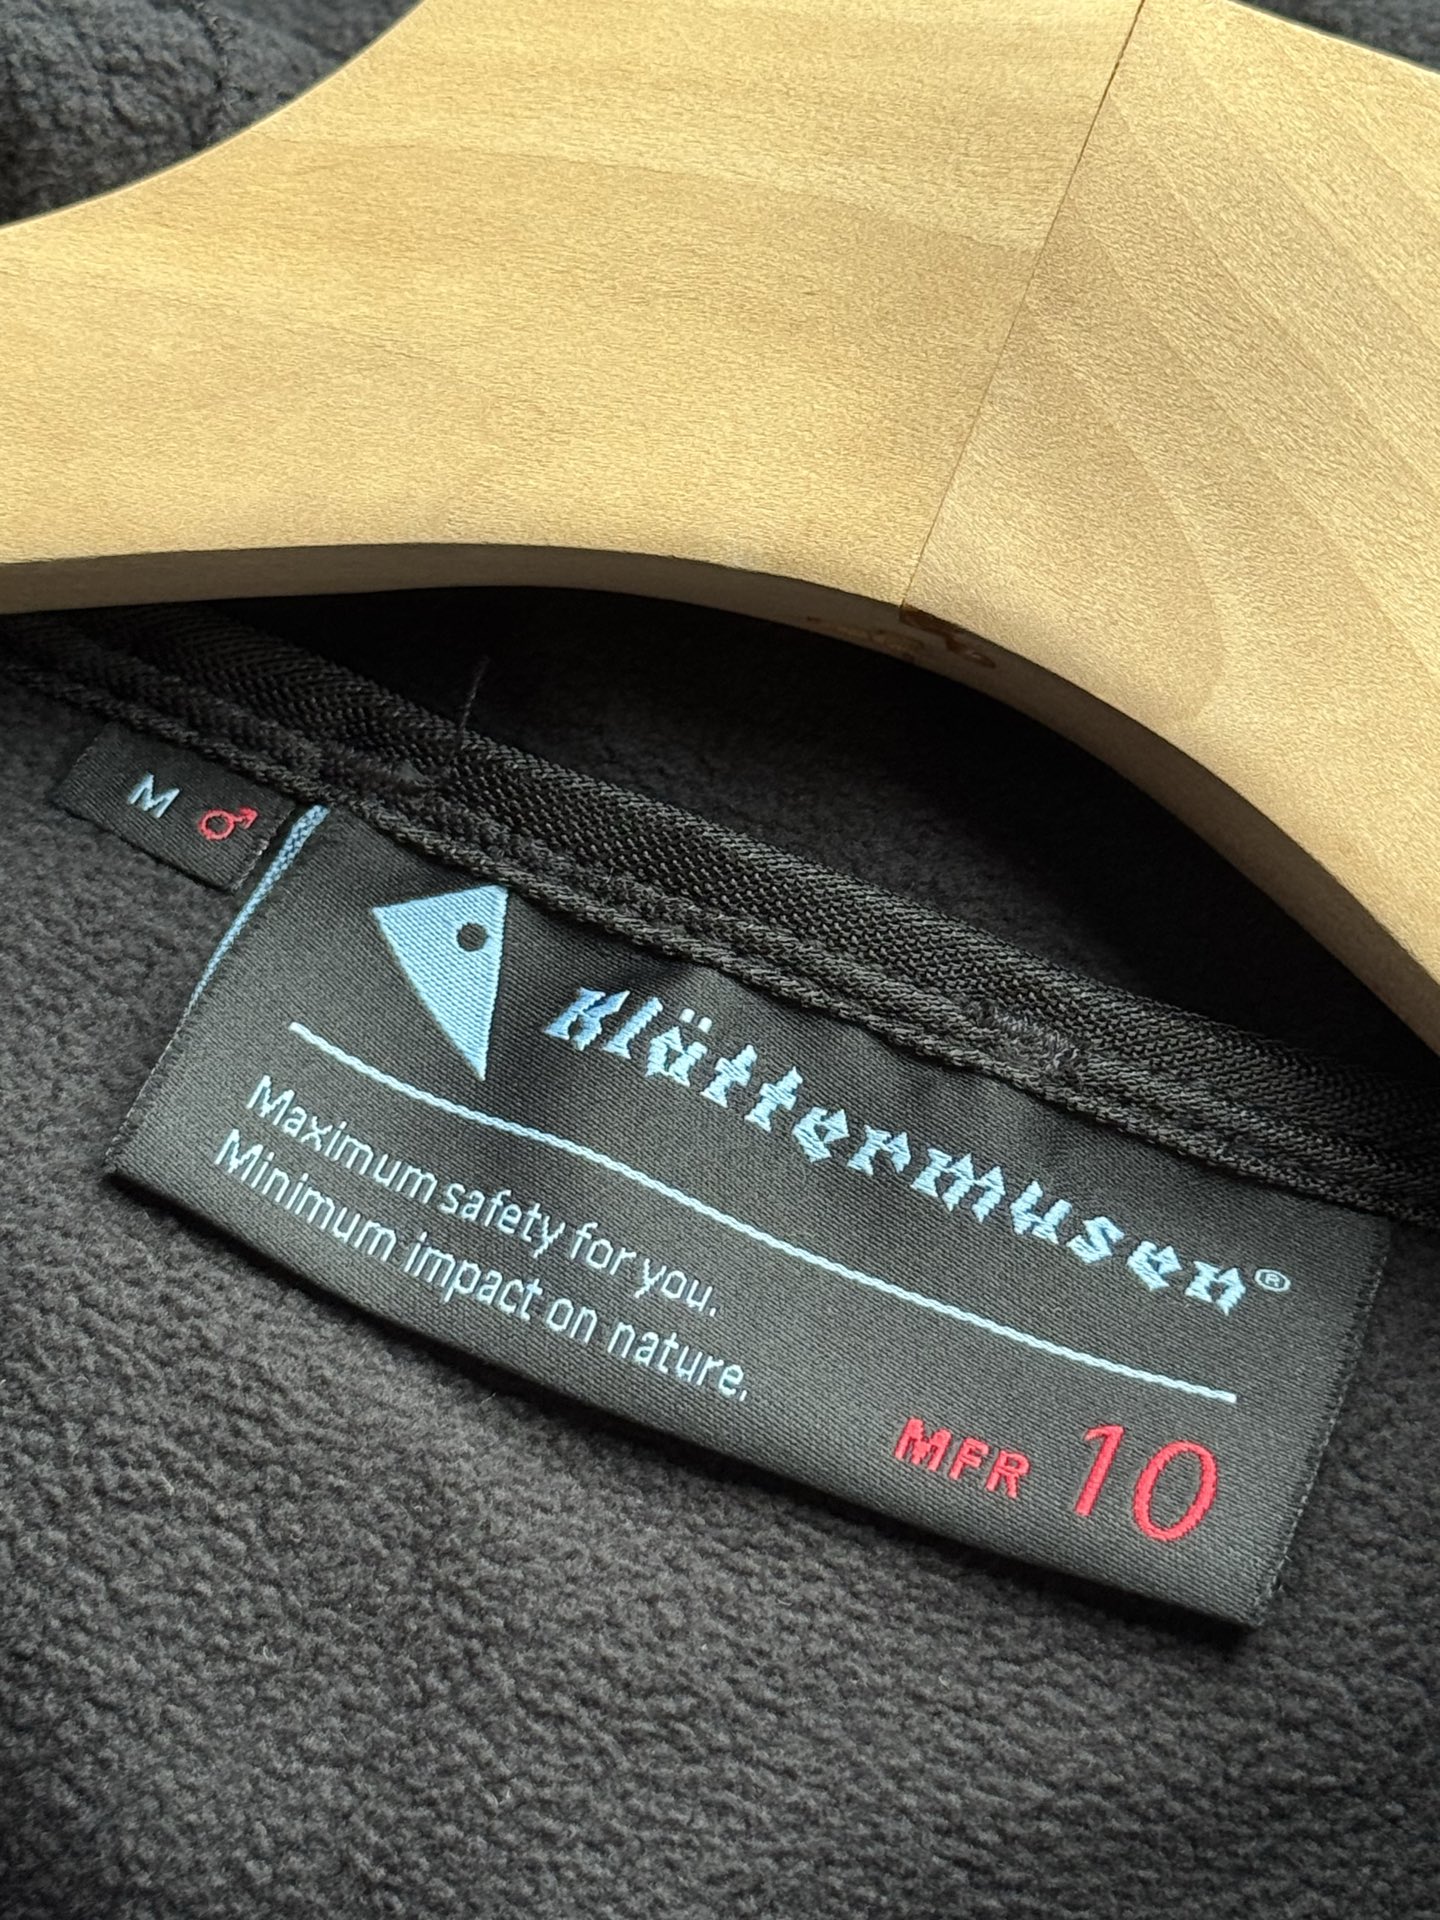 M ♂
Klättermusen®
Maximum safety for you.
Minimum impact on nature.
MFR 10